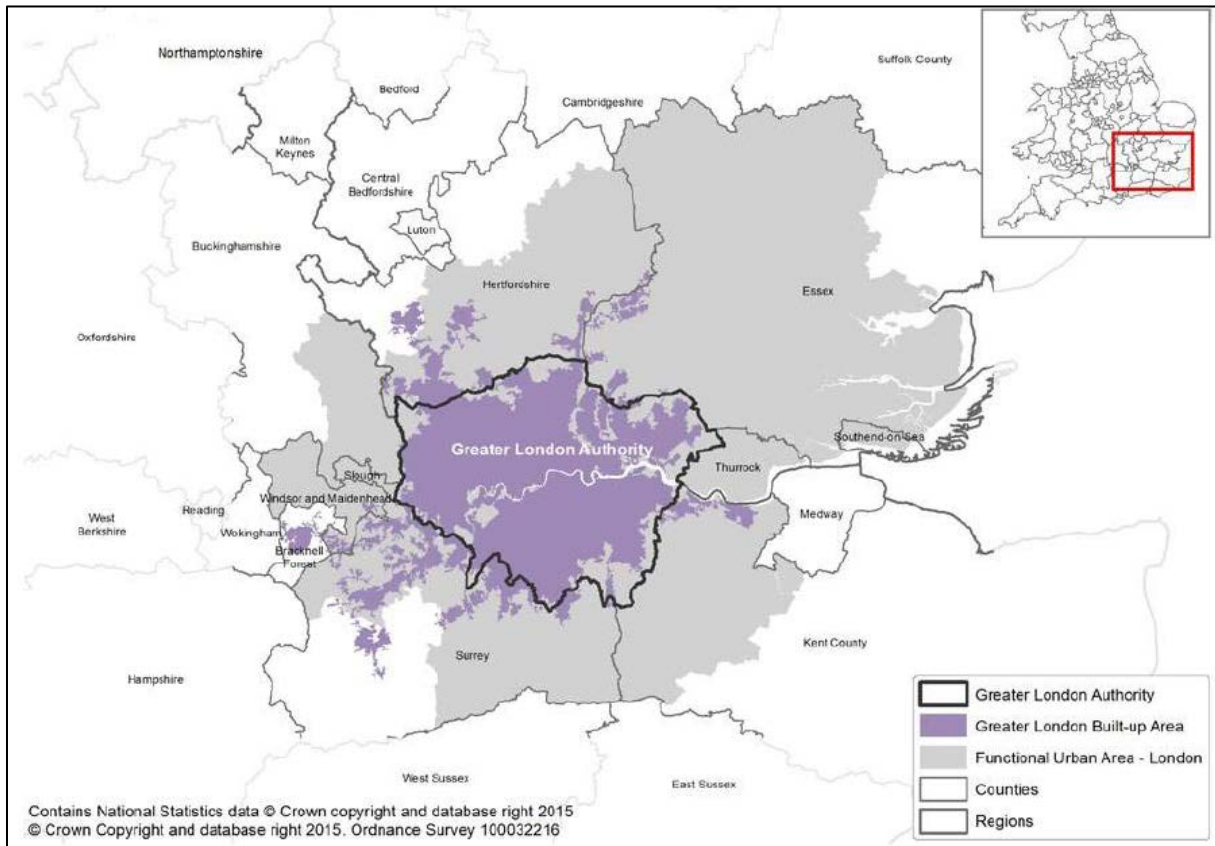 Northamptonshire
Suffolk County
Bedford
Cambridgeshire
Milton
Keynes
Central
Bedfordshire
Luton
Buckinghamshire
Hertfordshire
Essex
Oxfordshire
Greater London Authority
Southend-on-Sea
Thurrock
Slough
Windsor and Maidenhead
Reading
West
Berkshire
Wokingham
Medway
Bracknell
Forest
Kent County
Surrey
Hampshire
West Sussex
East Sussex
Greater London Authority
Greater London Built-up Area
Functional Urban Area - London
Counties
Regions
Contains National Statistics data © Crown copyright and database right 2015
© Crown Copyright and database right 2015. Ordnance Survey 100032216